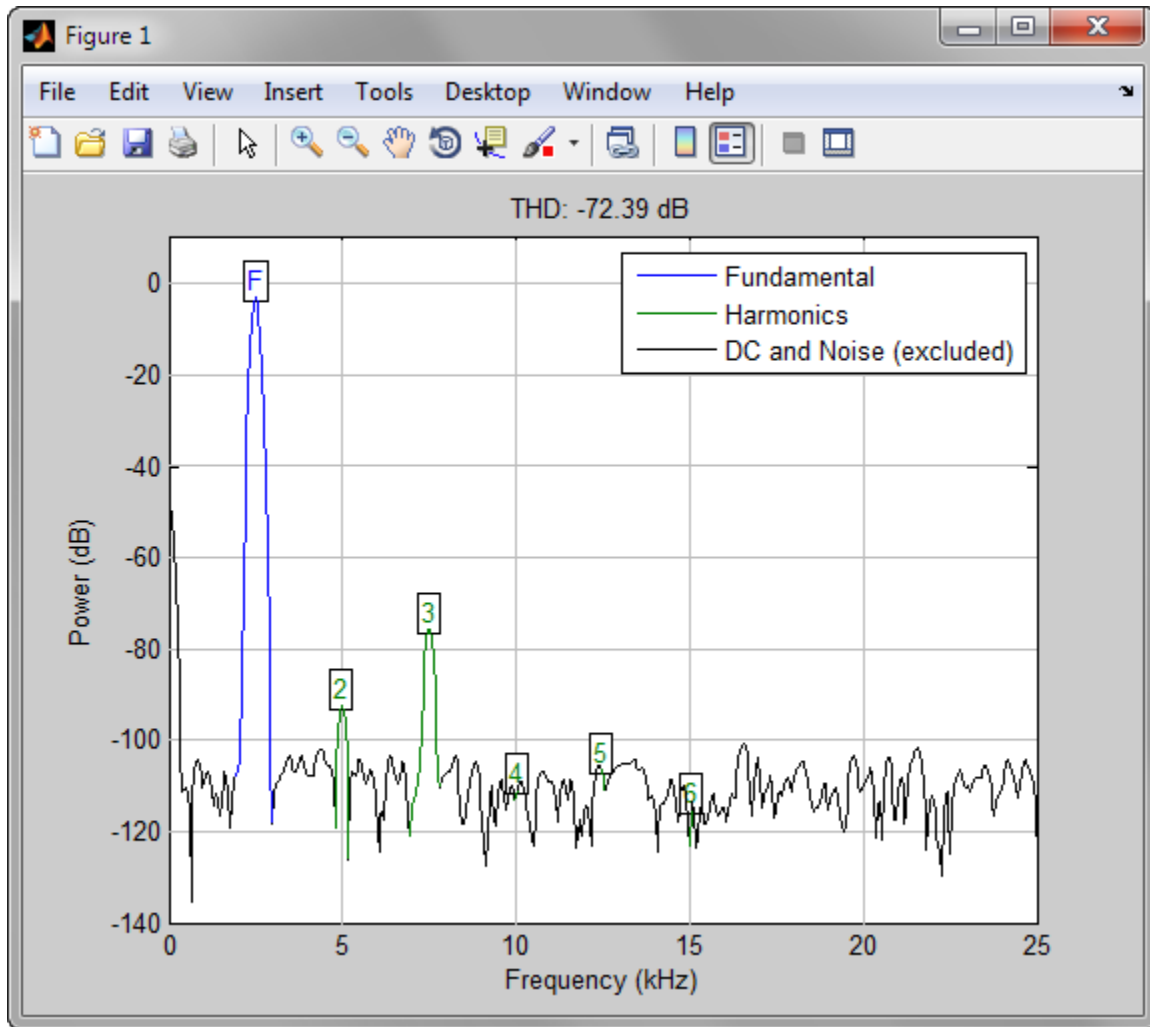 Figure 1
File Edit View Insert Tools Desktop Window Help
THD: -72.39 dB
Fundamental
Harmonics
DC and Noise (excluded)
F
2
3
4
5
6
0
-20
-40
-60
-80
-100
-120
-140
Power (dB)
0 5 10 15 20 25
Frequency (kHz)